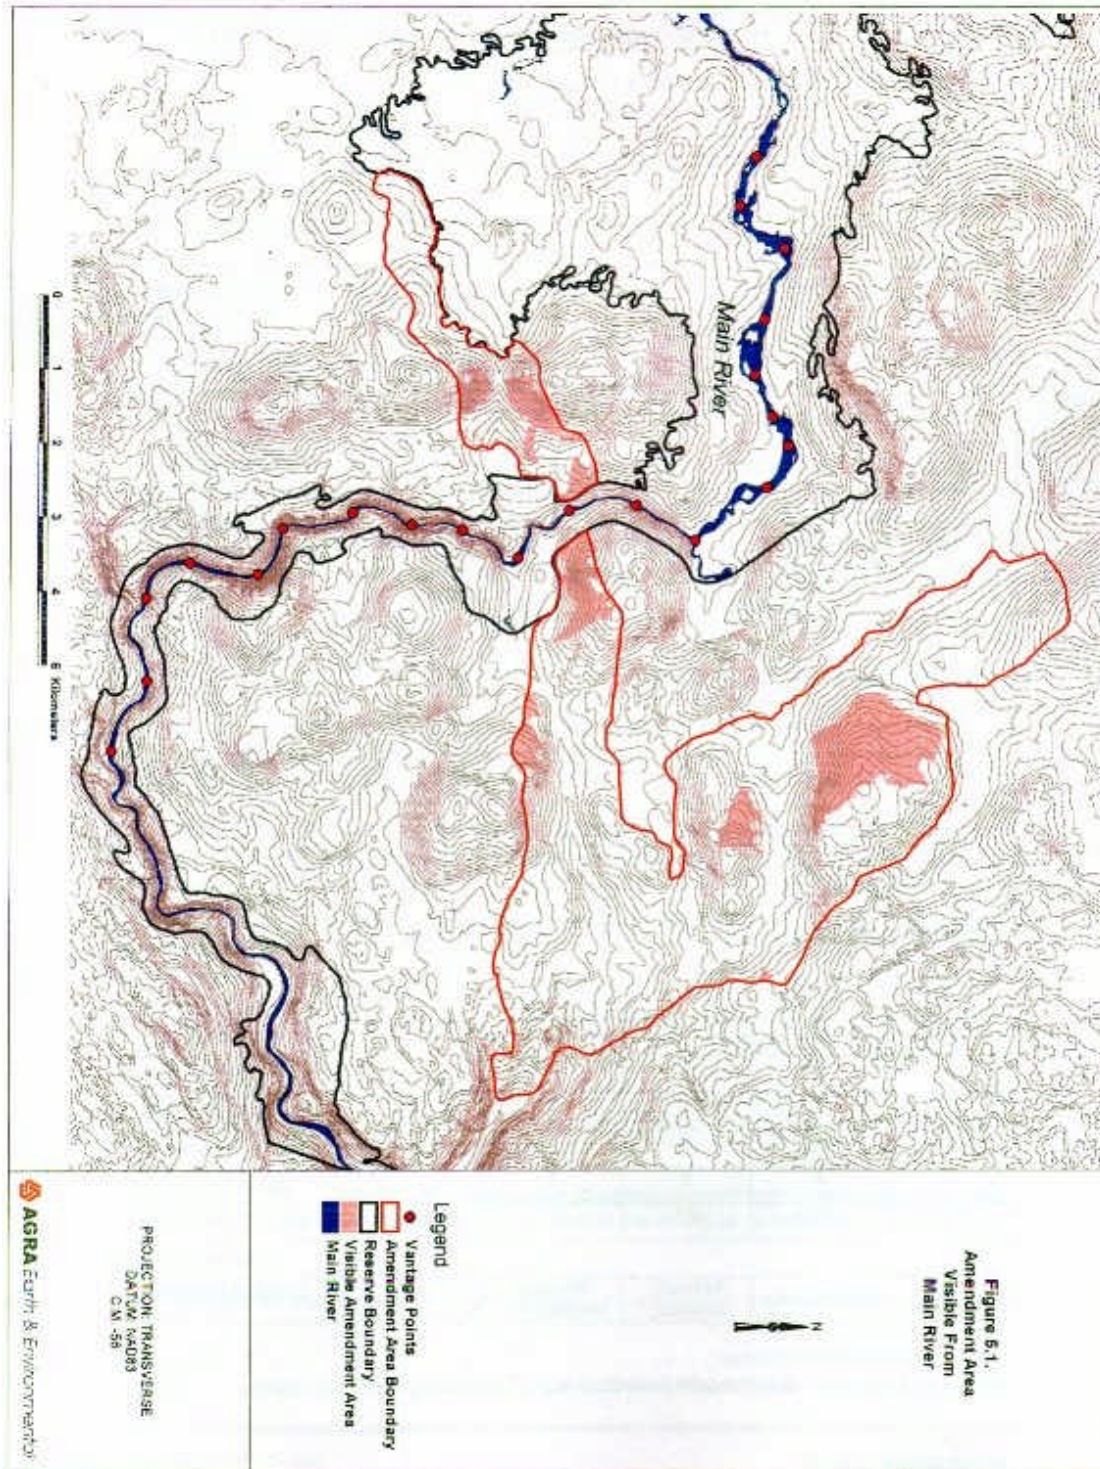 Main River
0 1 2 3 4 5 Kilometers
Figure 5.1.
Amendment Area
Visible From
Main River
N
Legend
Vantage Points
Amendment Area Boundary
Reserve Boundary
Visible Amendment Area
Main River
PROJECTION: TRANSVERSE
DATUM: NAD83
C.M. -56
AGRA Earth & Environmental